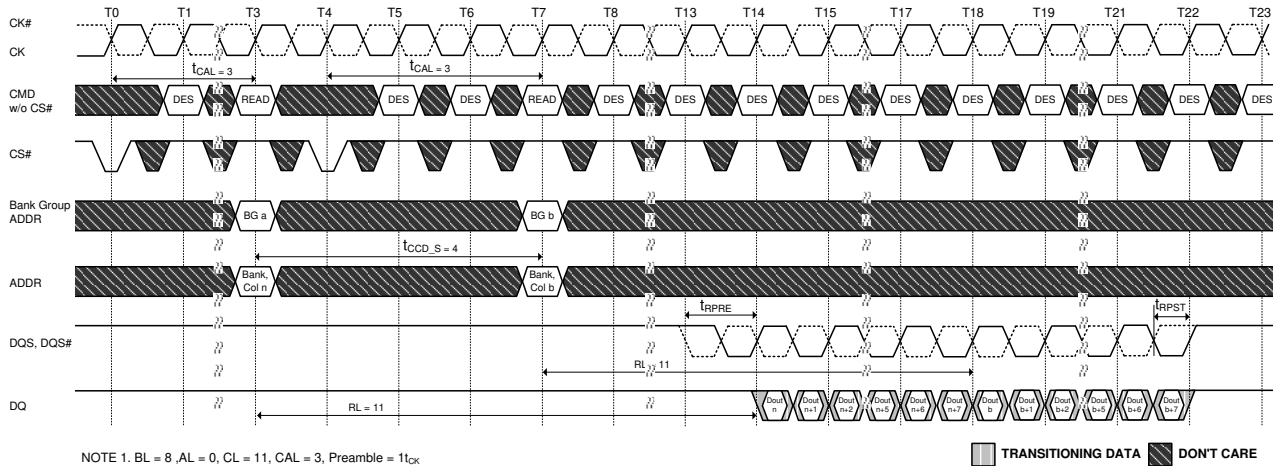 T0 T1 T3 T4 T5 T6 T7 T8 T13 T14 T15 T17 T18 T19 T21 T22 T23
CK#
CK
tCAL = 3 tCAL = 3
CMD
w/o CS#
DES READ DES DES READ DES DES DES DES DES DES DES DES DES DES
CS#
Bank Group
ADDR
BG a BG b
tCCD_S = 4
ADDR
Bank,
Col n
Bank,
Col b
tRPRE tRPST
DQS, DQS#
RL 11
DQ
RL = 11
Dout
n
Dout
n+1
Dout
n+2
Dout
n+5
Dout
n+6
Dout
n+7
Dout
b
Dout
b+1
Dout
b+2
Dout
b+5
Dout
b+6
Dout
b+7
NOTE 1. BL = 8 ,AL = 0, CL = 11, CAL = 3, Preamble = 1tCK
TRANSITIONING DATA DON'T CARE